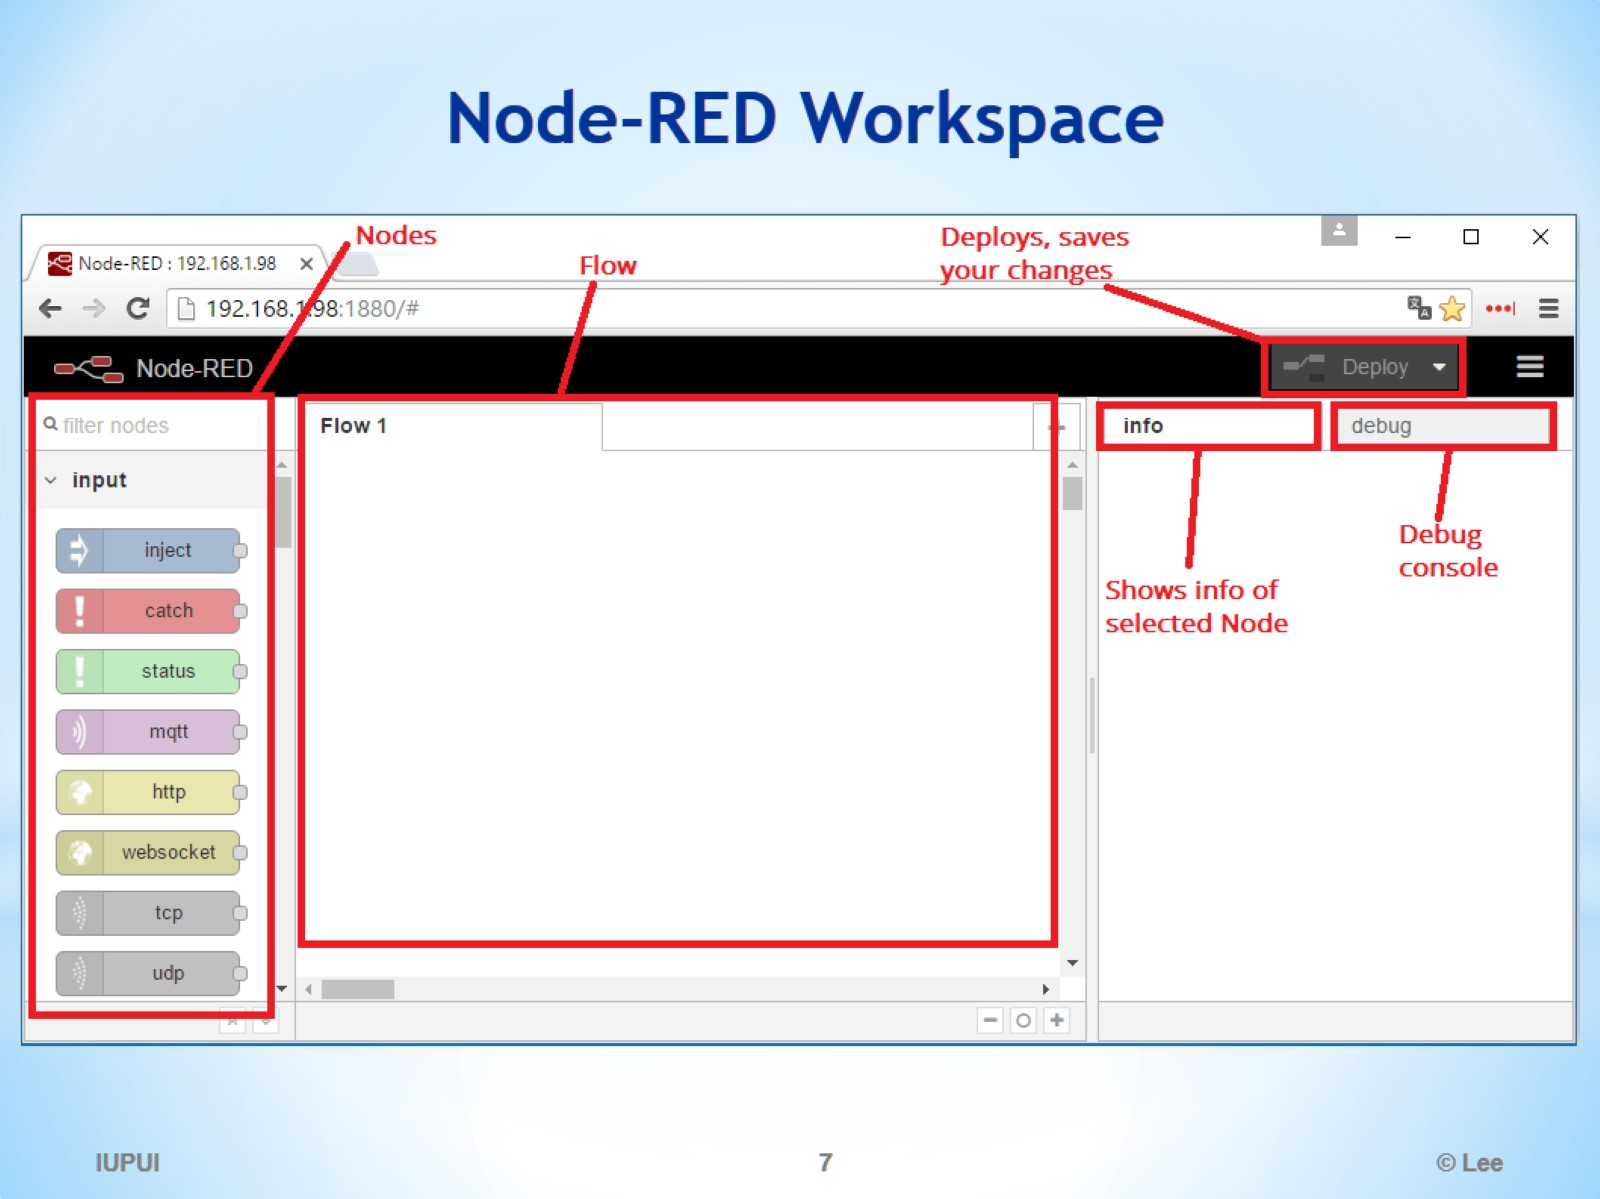 Node-RED Workspace
Nodes
Flow
Deploys, saves
your changes
Node-RED : 192.168.1.98
192.168.1.98:1880/#
Node-RED
Deploy
filter nodes
Flow 1
info
debug
input
inject
catch
status
mqtt
http
websocket
tcp
udp
Debug
console
Shows info of
selected Node
IUPUI
7
© Lee